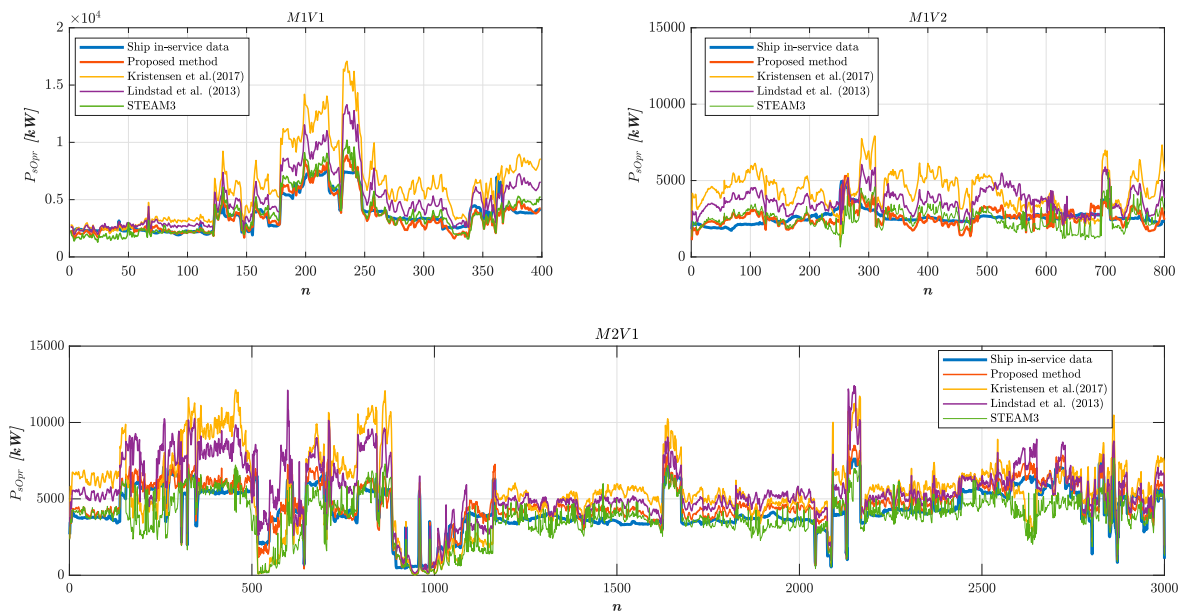 M1V1
×10⁴
2
1.5
1
0.5
0
P_sOpr [kW]
Ship in-service data
Proposed method
Kristensen et al.(2017)
Lindstad et al. (2013)
STEAM3
0 50 100 150 200 250 300 350 400
n
M1V2
15000
10000
5000
0
P_sOpr [kW]
Ship in-service data
Proposed method
Kristensen et al.(2017)
Lindstad et al. (2013)
STEAM3
0 100 200 300 400 500 600 700 800
n
M2V1
15000
10000
5000
0
P_sOpr [kW]
Ship in-service data
Proposed method
Kristensen et al.(2017)
Lindstad et al. (2013)
STEAM3
0 500 1000 1500 2000 2500 3000
n